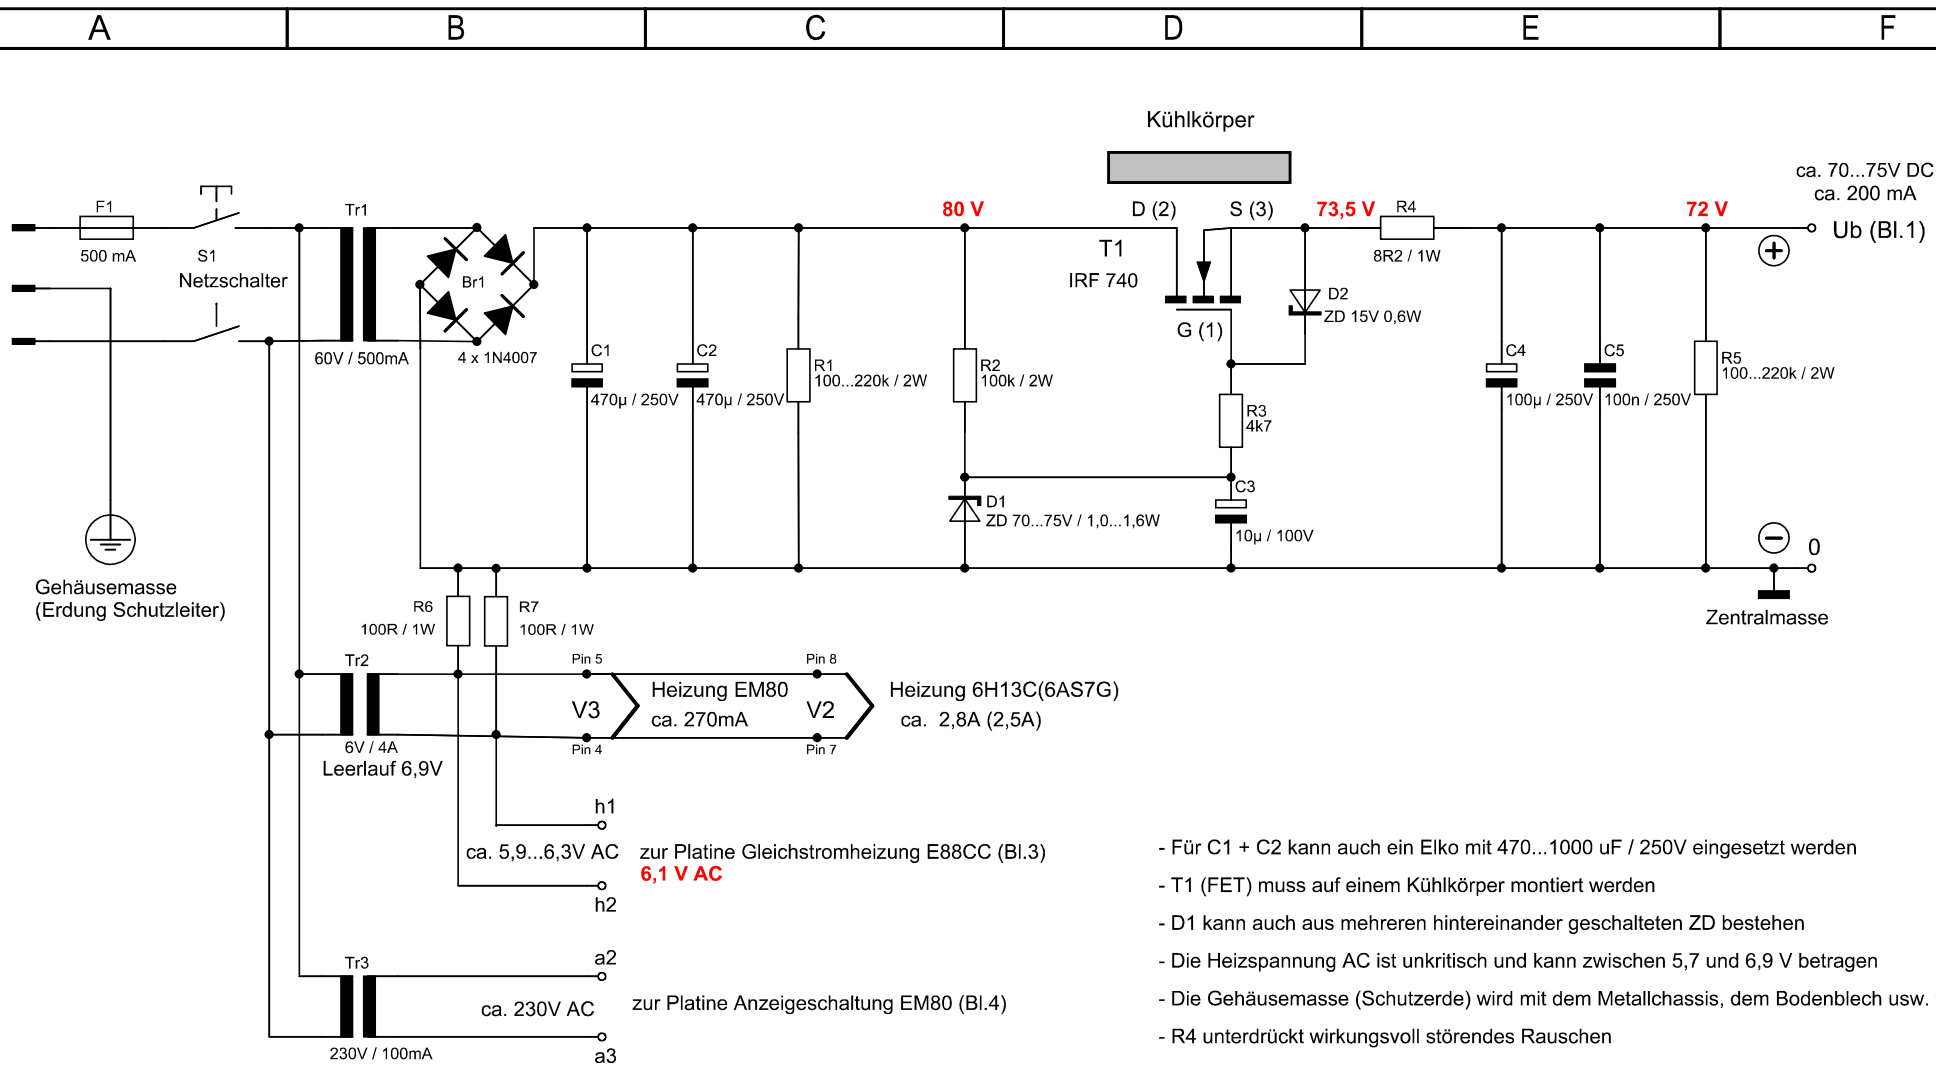 A B C D E F
Kühlkörper
ca. 70...75V DC
ca. 200 mA
Ub (Bl.1)
F1
500 mA
S1
Netzschalter
Tr1
60V / 500mA
Br1
4 x 1N4007
C1
470µ / 250V
C2
470µ / 250V
R1
100...220k / 2W
80 V
R2
100k / 2W
D1
ZD 70...75V / 1,0...1,6W
D (2)
S (3)
T1
IRF 740
G (1)
73,5 V
D2
ZD 15V 0,6W
R3
4k7
C3
10µ / 100V
R4
8R2 / 1W
C4
100µ / 250V
C5
100n / 250V
72 V
R5
100...220k / 2W
0
Zentralmasse
Gehäusemasse
(Erdung Schutzleiter)
R6
100R / 1W
R7
100R / 1W
Tr2
6V / 4A
Leerlauf 6,9V
Pin 5
V3
Pin 4
Heizung EM80
ca. 270mA
Pin 8
V2
Pin 7
Heizung 6H13C(6AS7G)
ca. 2,8A (2,5A)
h1
ca. 5,9...6,3V AC
h2
zur Platine Gleichstromheizung E88CC (Bl.3)
6,1 V AC
Tr3
230V / 100mA
a2
ca. 230V AC
a3
zur Platine Anzeigeschaltung EM80 (Bl.4)
- Für C1 + C2 kann auch ein Elko mit 470...1000 uF / 250V eingesetzt werden
- T1 (FET) muss auf einem Kühlkörper montiert werden
- D1 kann auch aus mehreren hintereinander geschalteten ZD bestehen
- Die Heizspannung AC ist unkritisch und kann zwischen 5,7 und 6,9 V betragen
- Die Gehäusemasse (Schutzerde) wird mit dem Metallchassis, dem Bodenblech usw.
- R4 unterdrückt wirkungsvoll störendes Rauschen